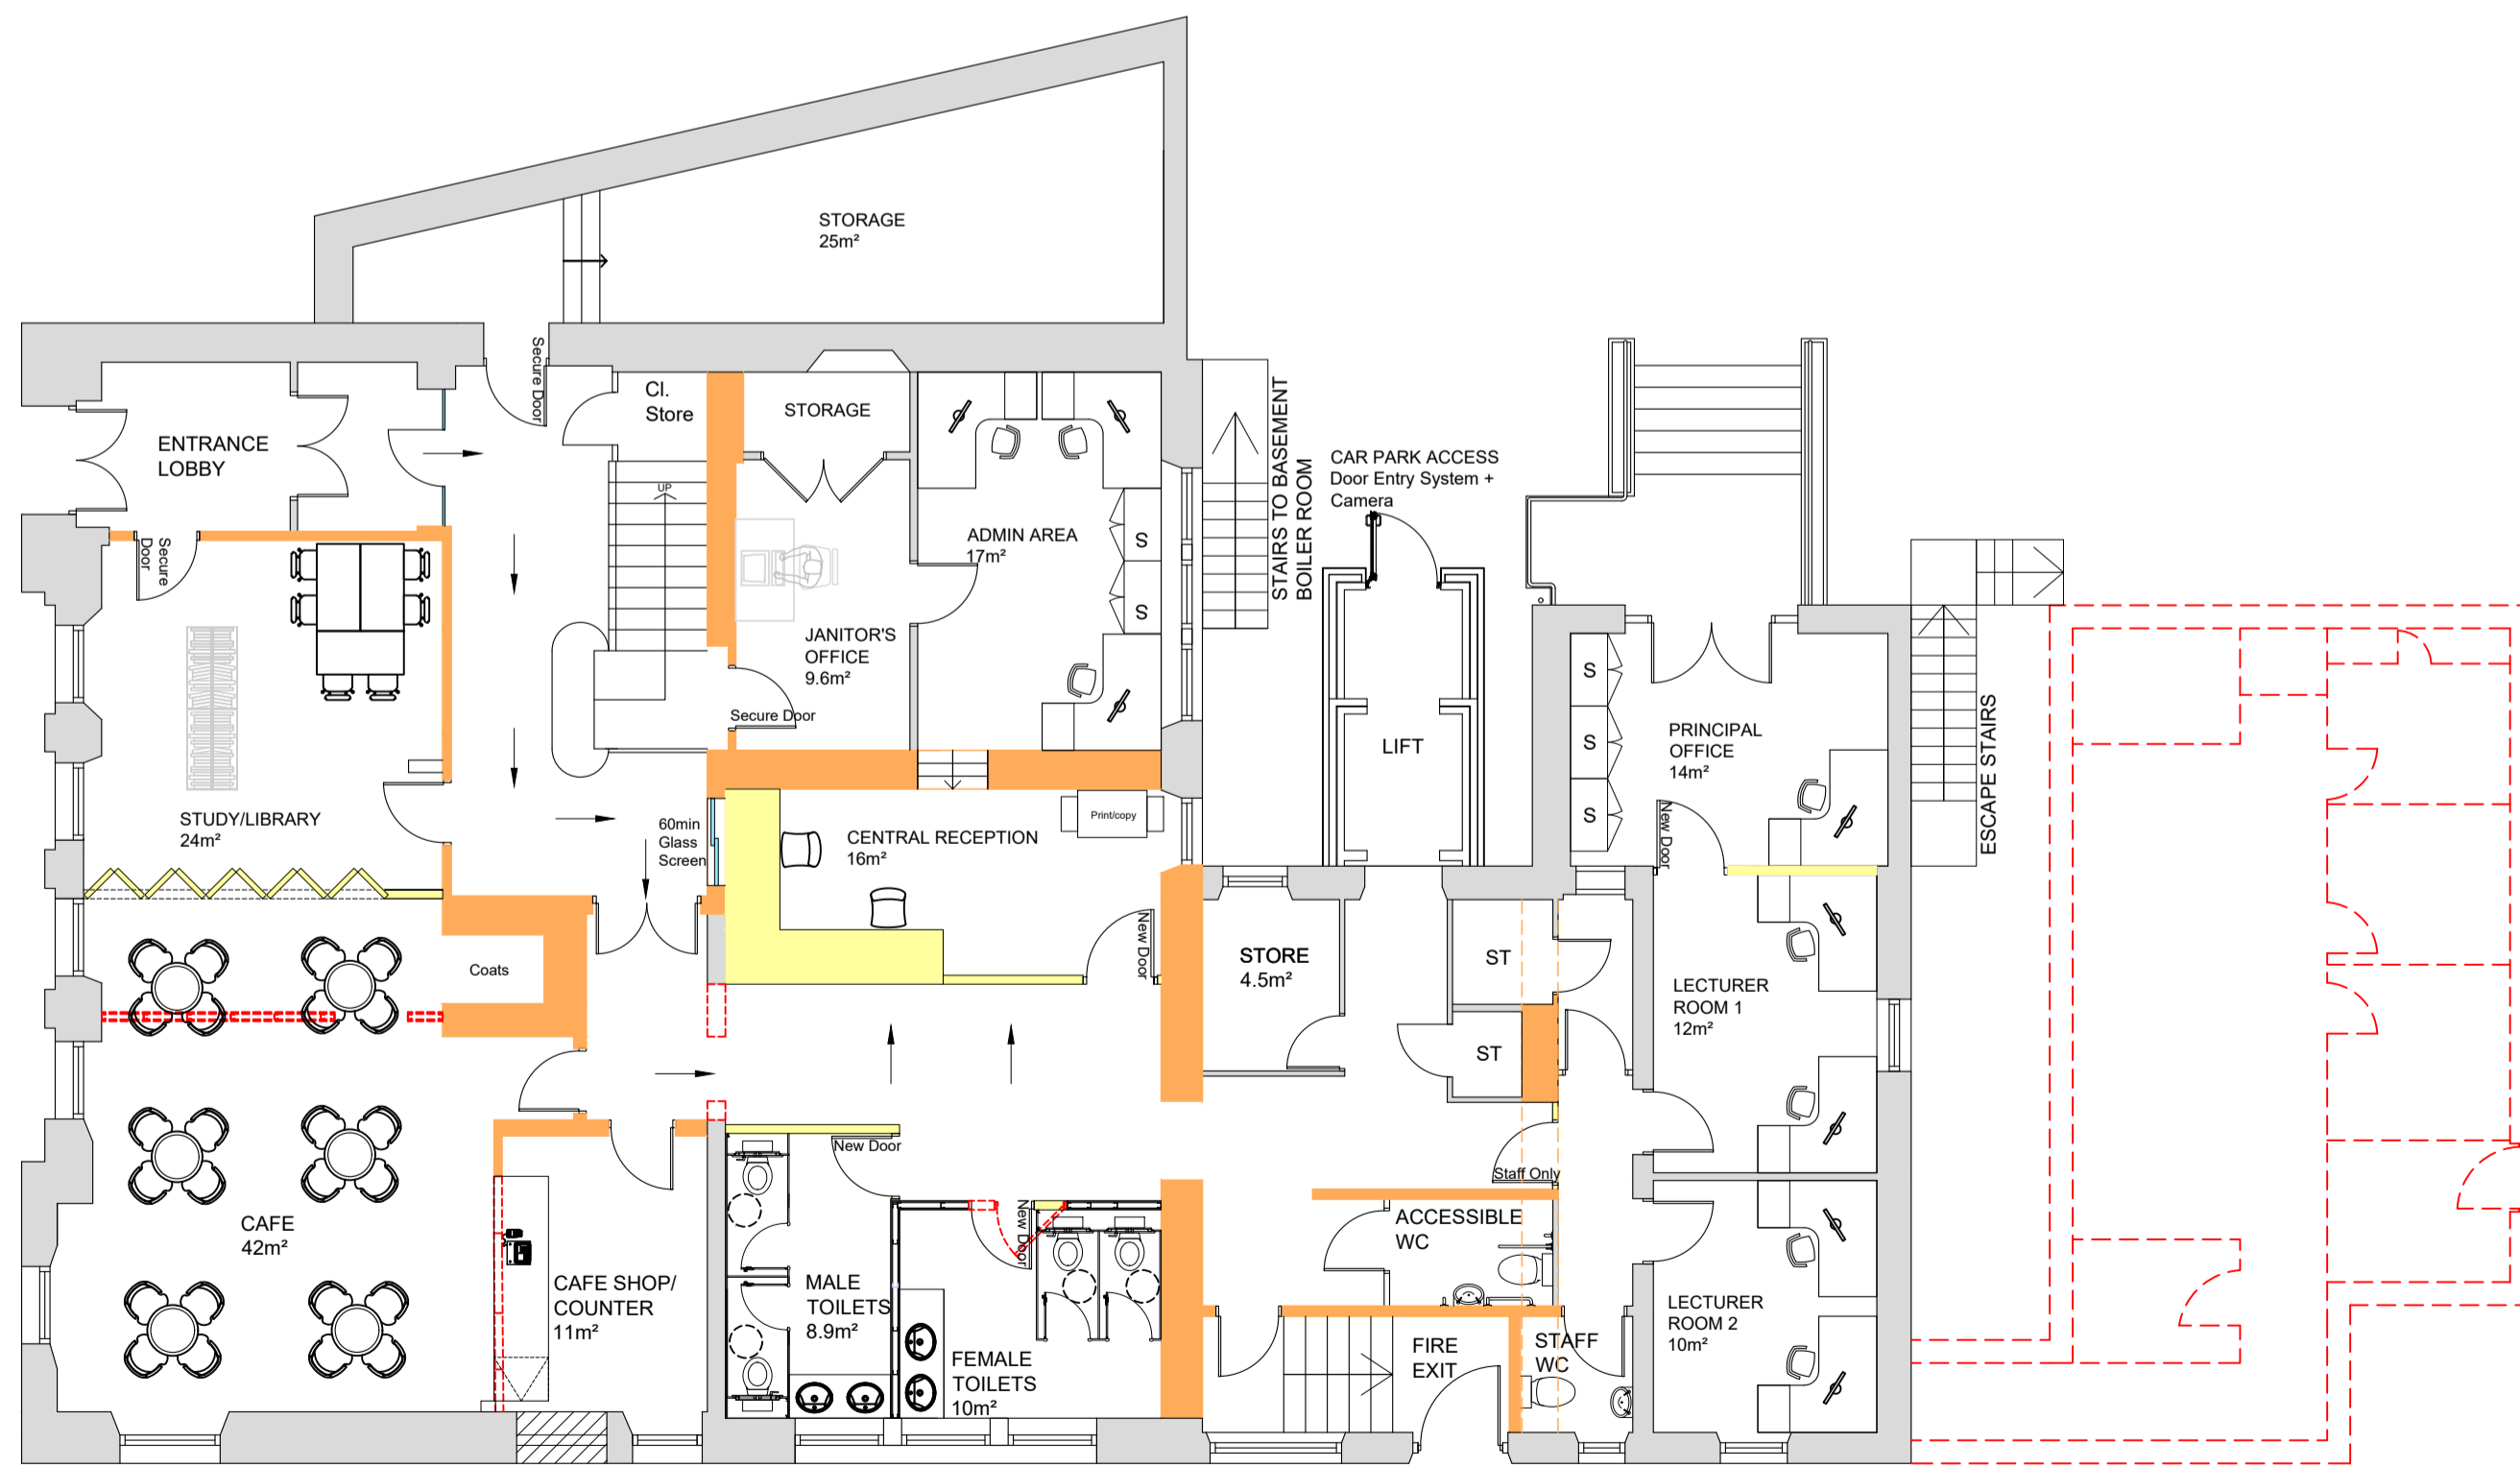 STORAGE
25m²
Secure Door
Cl.
Store
STORAGE
ENTRANCE
LOBBY
UP
Secure
Door
ADMIN AREA
17m²
S
S
STAIRS TO BASEMENT
BOILER ROOM
CAR PARK ACCESS
Door Entry System +
Camera
JANITOR'S
OFFICE
9.6m²
Secure Door
LIFT
S
S
S
PRINCIPAL
OFFICE
14m²
ESCAPE STAIRS
STUDY/LIBRARY
24m²
60min
Glass
Screen
CENTRAL RECEPTION
16m²
Print/copy
New Door
New Door
Coats
STORE
4.5m²
ST
ST
LECTURER
ROOM 1
12m²
New Door
Staff Only
CAFE
42m²
CAFE SHOP/
COUNTER
11m²
MALE
TOILETS
8.9m²
New Door
FEMALE
TOILETS
10m²
ACCESSIBLE
WC
FIRE
EXIT
STAFF
WC
LECTURER
ROOM 2
10m²